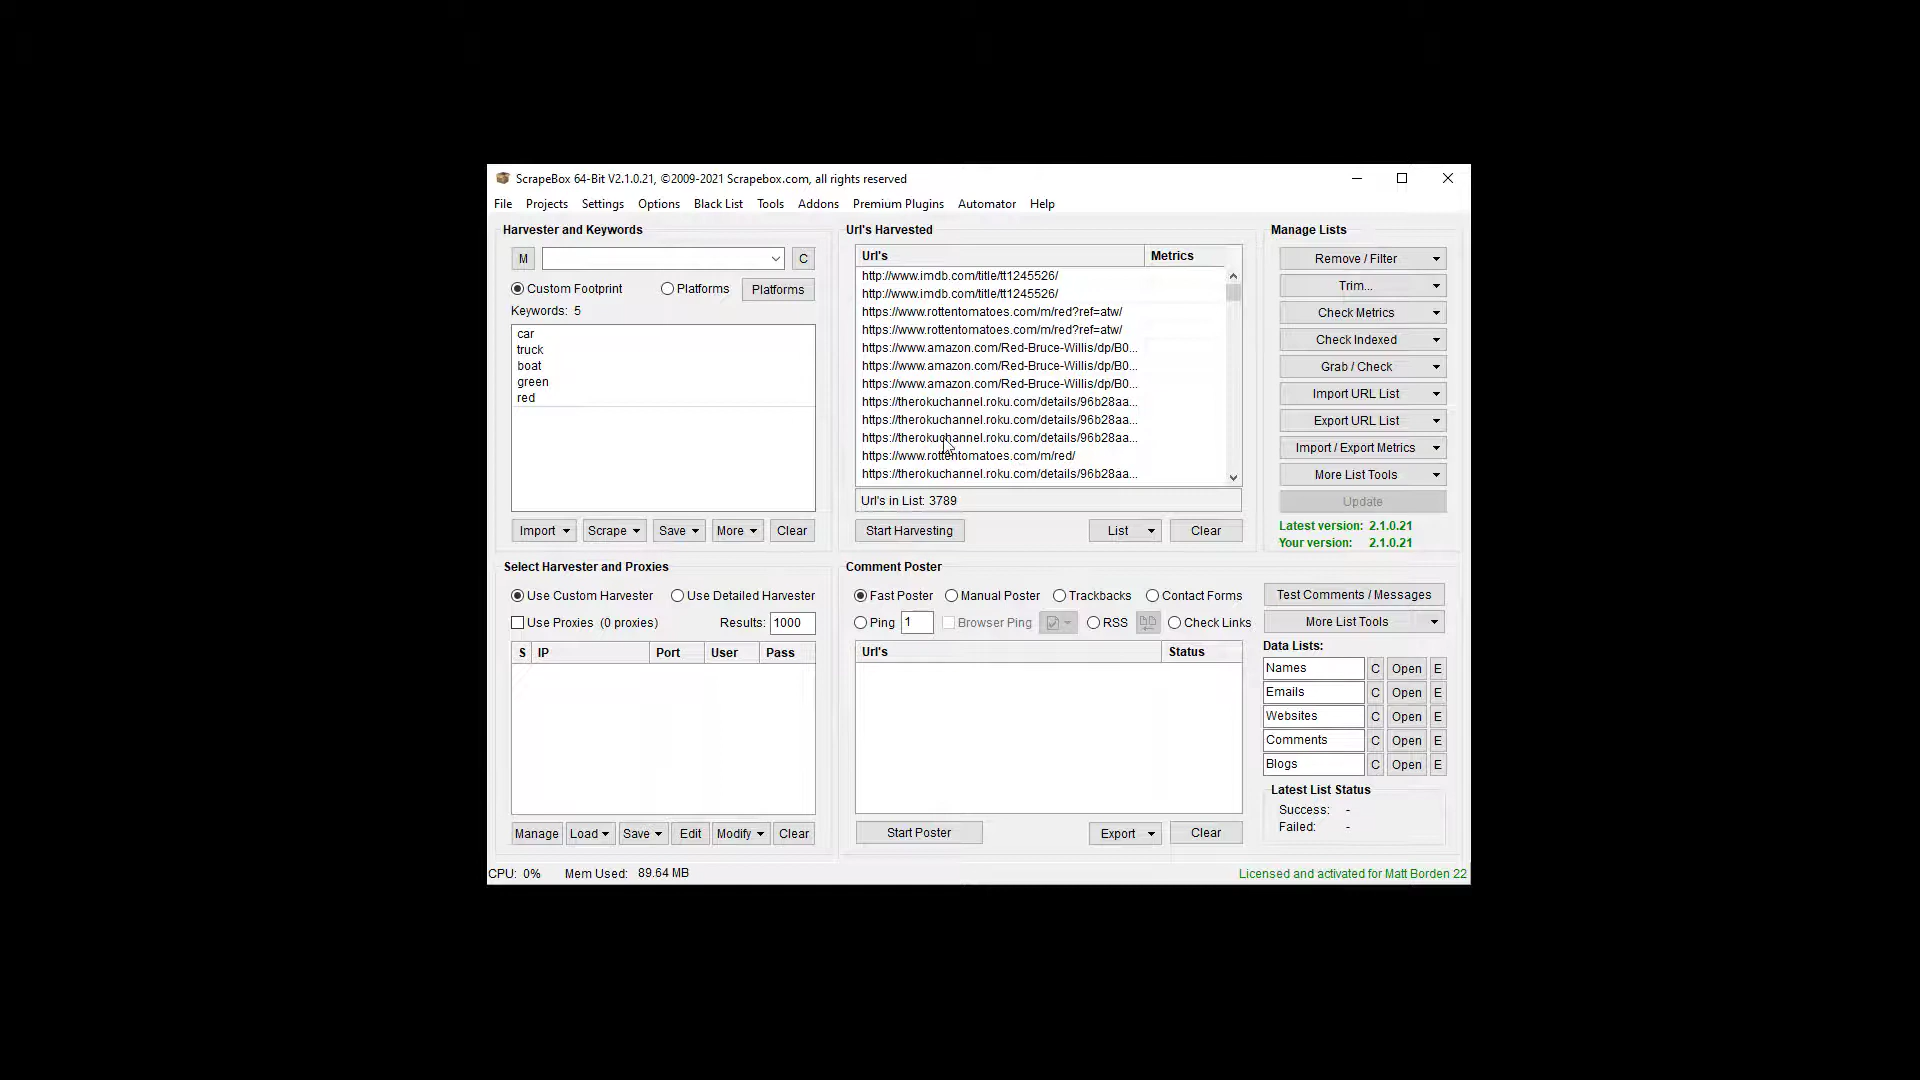 ScrapeBox 64-Bit V2.1.0.21, ©2009-2021 Scrapebox.com, all rights reserved
File Projects Settings Options Black List Tools Addons Premium Plugins Automator Help
Harvester and Keywords
M
C
Custom Footprint
Platforms
Platforms
Keywords: 5
car
truck
boat
green
red
Import Scrape Save More Clear
Url's Harvested
Url's Metrics
http://www.imdb.com/title/tt1245526/
http://www.imdb.com/title/tt1245526/
https://www.rottentomatoes.com/m/red?ref=atw/
https://www.rottentomatoes.com/m/red?ref=atw/
https://www.amazon.com/Red-Bruce-Willis/dp/B0...
https://www.amazon.com/Red-Bruce-Willis/dp/B0...
https://www.amazon.com/Red-Bruce-Willis/dp/B0...
https://therokuchannel.roku.com/details/96b28aa...
https://therokuchannel.roku.com/details/96b28aa...
https://therokuchannel.roku.com/details/96b28aa...
https://www.rottentomatoes.com/m/red/
https://therokuchannel.roku.com/details/96b28aa...
Url's in List: 3789
Start Harvesting List Clear
Manage Lists
Remove / Filter
Trim...
Check Metrics
Check Indexed
Grab / Check
Import URL List
Export URL List
Import / Export Metrics
More List Tools
Update
Latest version: 2.1.0.21
Your version: 2.1.0.21
Select Harvester and Proxies
Use Custom Harvester Use Detailed Harvester
Use Proxies (0 proxies) Results: 1000
S IP Port User Pass
Manage Load Save Edit Modify Clear
Comment Poster
Fast Poster Manual Poster Trackbacks Contact Forms
Ping 1 Browser Ping RSS Check Links
Url's Status
Start Poster Export Clear
Test Comments / Messages
More List Tools
Data Lists:
Names C Open E
Emails C Open E
Websites C Open E
Comments C Open E
Blogs C Open E
Latest List Status
Success: -
Failed: -
CPU: 0% Mem Used: 89.64 MB Licensed and activated for Matt Borden 22